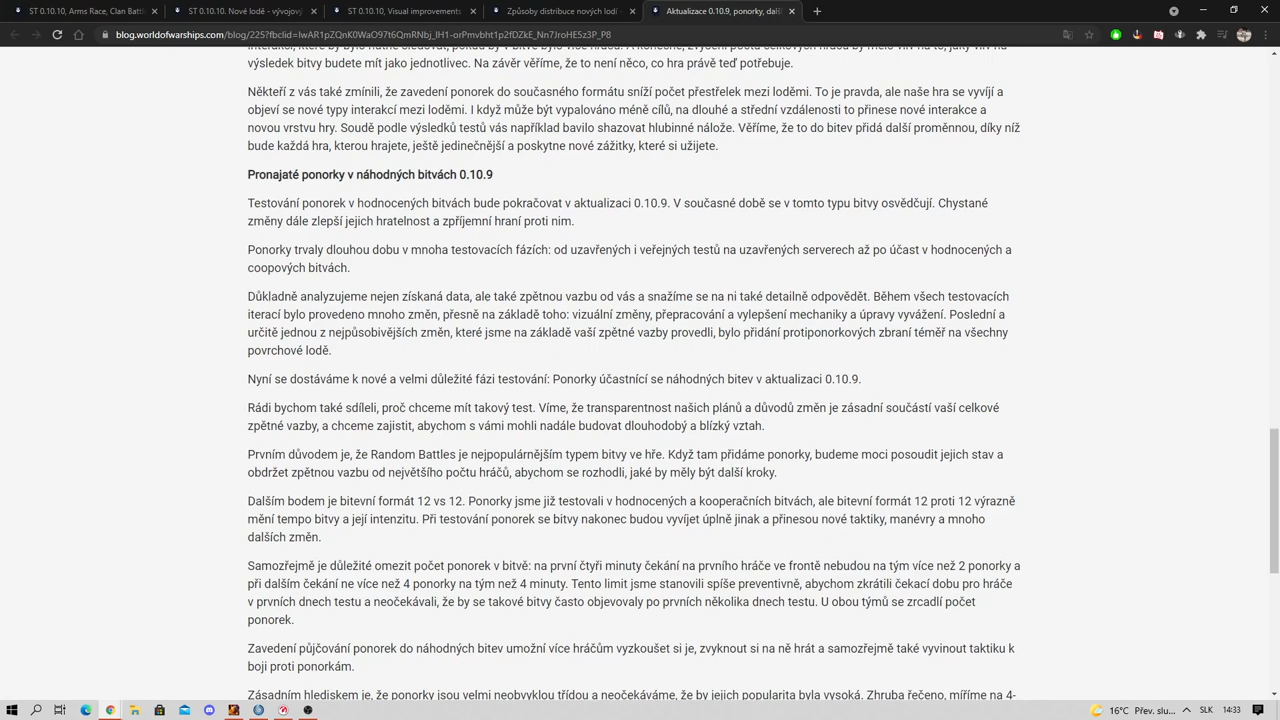 ST 0.10.10, Arms Race, Clan Battl
ST 0.10.10. Nové lodě - vývojový
ST 0.10.10, Visual improvements
Způsoby distribuce nových lodí
Aktualizace 0.10.9, ponorky, dalš
blog.worldofwarships.com/blog/225?fbclid=IwAR1pZQnK0WaO97t6QmRNbj_IH1-orPmvbht1p2fDZkE_Nn7JroHE5z3P_P8
výsledek bitvy budete mít jako jednotlivec. Na závěr věříme, že to není něco, co hra právě teď potřebuje.
Někteří z vás také zmínili, že zavedení ponorek do současného formátu sníží počet přestřelek mezi loděmi. To je pravda, ale naše hra se vyvíjí a
objeví se nové typy interakcí mezi loděmi. I když může být vypalováno méně cílů, na dlouhé a střední vzdálenosti to přinese nové interakce a
novou vrstvu hry. Soudě podle výsledků testů vás například bavilo shazovat hlubinné nálože. Věříme, že to do bitev přidá další proměnnou, díky níž
bude každá hra, kterou hrajete, ještě jedinečnější a poskytne nové zážitky, které si užijete.
Pronajaté ponorky v náhodných bitvách 0.10.9
Testování ponorek v hodnocených bitvách bude pokračovat v aktualizaci 0.10.9. V současné době se v tomto typu bitvy osvědčují. Chystané
změny dále zlepší jejich hratelnost a zpříjemní hraní proti nim.
Ponorky trvaly dlouhou dobu v mnoha testovacích fázích: od uzavřených i veřejných testů na uzavřených serverech až po účast v hodnocených a
coopových bitvách.
Důkladně analyzujeme nejen získaná data, ale také zpětnou vazbu od vás a snažíme se na ni také detailně odpovědět. Během všech testovacích
iterací bylo provedeno mnoho změn, přesně na základě toho: vizuální změny, přepracování a vylepšení mechaniky a úpravy vyvážení. Poslední a
určitě jednou z nejpůsobivějších změn, které jsme na základě vaší zpětné vazby provedli, bylo přidání protiponorkových zbraní téměř na všechny
povrchové lodě.
Nyní se dostáváme k nové a velmi důležité fázi testování: Ponorky účastnící se náhodných bitev v aktualizaci 0.10.9.
Rádi bychom také sdíleli, proč chceme mít takový test. Víme, že transparentnost našich plánů a důvodů změn je zásadní součástí vaší celkové
zpětné vazby, a chceme zajistit, abychom s vámi mohli nadále budovat dlouhodobý a blízký vztah.
Prvním důvodem je, že Random Battles je nejpopulárnějším typem bitvy ve hře. Když tam přidáme ponorky, budeme moci posoudit jejich stav a
obdržet zpětnou vazbu od největšího počtu hráčů, abychom se rozhodli, jaké by měly být další kroky.
Dalším bodem je bitevní formát 12 vs 12. Ponorky jsme již testovali v hodnocených a kooperačních bitvách, ale bitevní formát 12 proti 12 výrazně
mění tempo bitvy a její intenzitu. Při testování ponorek se bitvy nakonec budou vyvíjet úplně jinak a přinesou nové taktiky, manévry a mnoho
dalších změn.
Samozřejmě je důležité omezit počet ponorek v bitvě: na první čtyři minuty čekání na prvního hráče ve frontě nebudou na tým více než 2 ponorky a
při dalším čekání ne více než 4 ponorky na tým než 4 minuty. Tento limit jsme stanovili spíše preventivně, abychom zkrátili čekací dobu pro hráče
v prvních dnech testu a neočekávali, že by se takové bitvy často objevovaly po prvních několika dnech testu. U obou týmů se zrcadlí počet
ponorek.
Zavedení půjčování ponorek do náhodných bitev umožní více hráčům vyzkoušet si je, zvyknout si na ně hrát a samozřejmě také vyvinout taktiku k
boji proti ponorkám.
Zásadním hlediskem je, že ponorky jsou velmi neobvyklou třídou a neočekáváme, že by jejich popularita byla vysoká. Zhruba řečeno, míříme na 4-
16°C Přev. slu... SLK 14:33